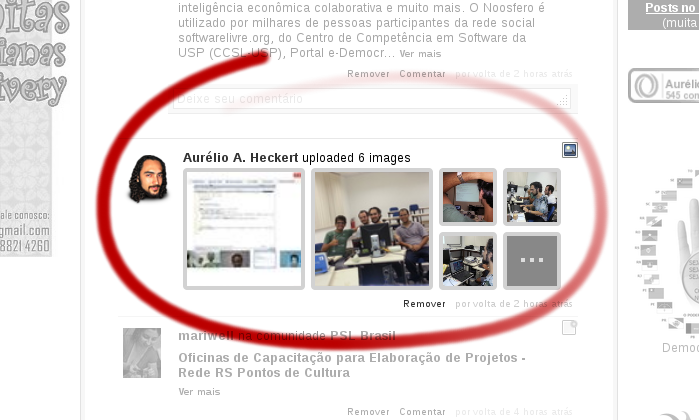 inteligência econômica colaborativa e muito mais. O Noosfero é
utilizado por milhares de pessoas participantes da rede social
softwarelivre.org, do Centro de Competência em Software da
USP (CCSL-USP), Portal e-Democr... Ver mais
Remover Comentar por volta de 2 horas atrás
Deixe seu comentário
Aurélio A. Heckert uploaded 6 images
...
Remover por volta de 2 horas atrás
mariwell na comunidade PSL Brasil
Oficinas de Capacitação para Elaboração de Projetos -
Rede RS Pontos de Cultura
Ver mais
Remover Comentar por volta de 4 horas atrás
itas
ianas
ivery
ale conosco:
gmail.com
8821 4260
Posts no
(muita
Aurélio
545 con
Democ